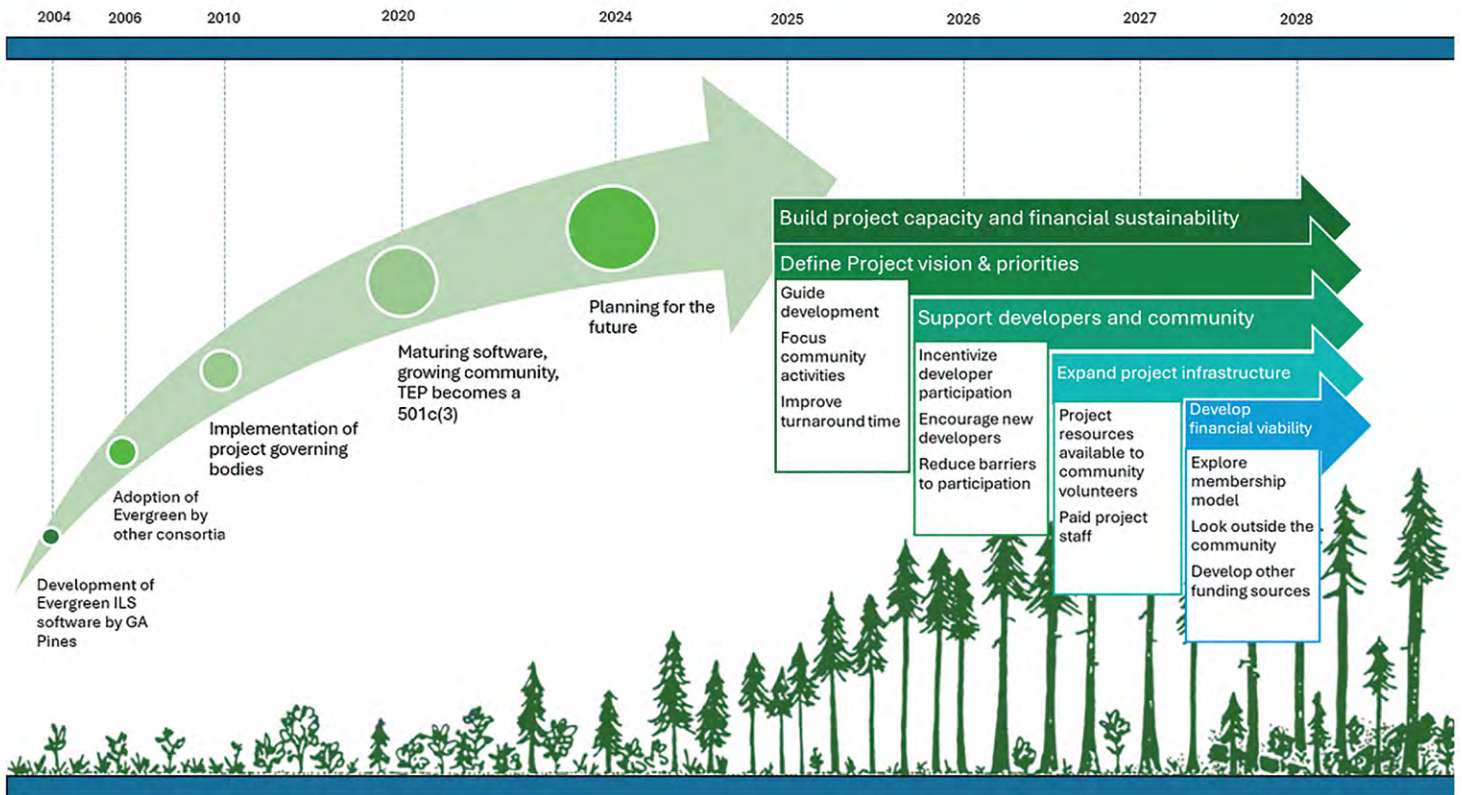 2004 2006 2010 2020 2024 2025 2026 2027 2028
Development of
Evergreen ILS
software by GA
Pines
Adoption of
Evergreen by
other consortia
Implementation of
project governing
bodies
Maturing software,
growing community,
TEP becomes a
501c(3)
Planning for the
future
Build project capacity and financial sustainability
Define Project vision & priorities
Guide
development
Focus
community
activities
Improve
turnaround time
Support developers and community
Incentivize
developer
participation
Encourage new
developers
Reduce barriers
to participation
Expand project infrastructure
Project
resources
available to
community
volunteers
Paid project
staff
Develop
financial viability
Explore
membership
model
Look outside the
community
Develop other
funding sources